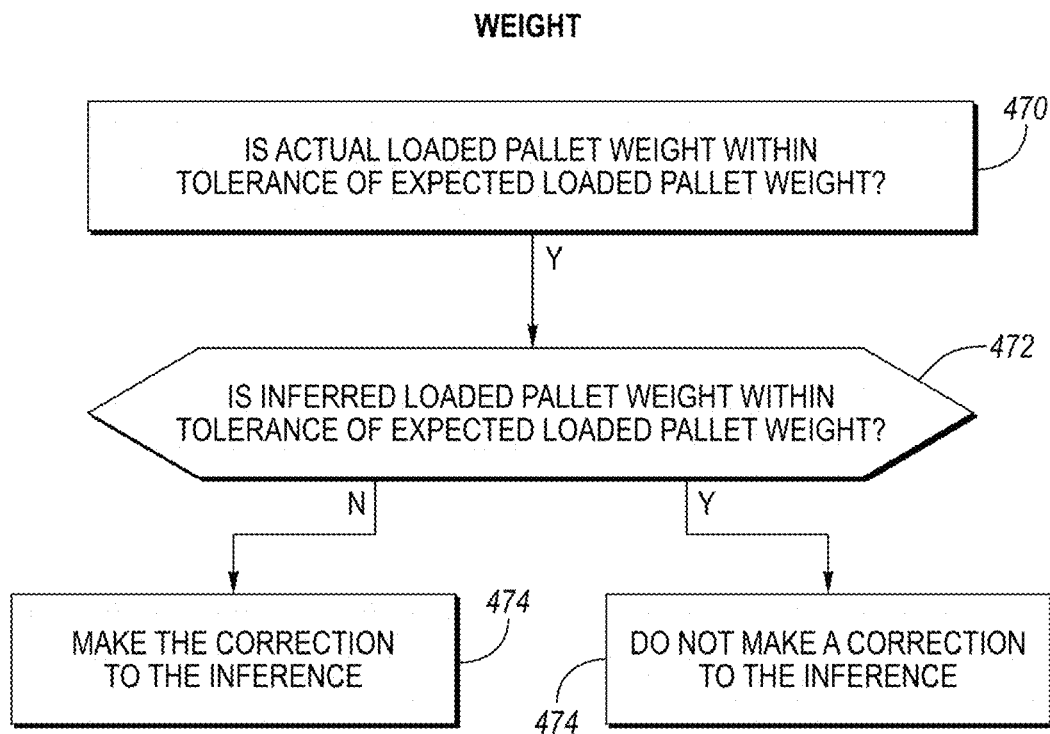 WEIGHT
470
IS ACTUAL LOADED PALLET WEIGHT WITHIN
TOLERANCE OF EXPECTED LOADED PALLET WEIGHT?
Y
472
IS INFERRED LOADED PALLET WEIGHT WITHIN
TOLERANCE OF EXPECTED LOADED PALLET WEIGHT?
N
Y
474
MAKE THE CORRECTION
TO THE INFERENCE
DO NOT MAKE A CORRECTION
TO THE INFERENCE
474